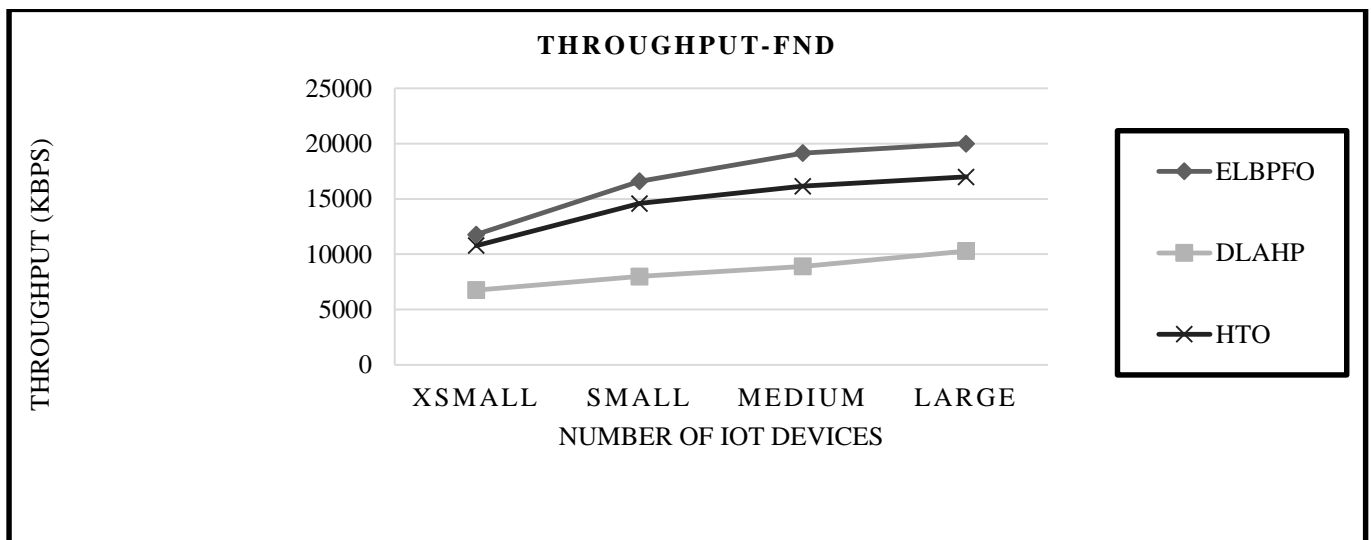 THROUGHPUT-FND
THROUGHPUT (KBPS)
25000
20000
15000
10000
5000
0
XSMALL SMALL MEDIUM LARGE
NUMBER OF IOT DEVICES
ELBPFO
DLAHP
HTO